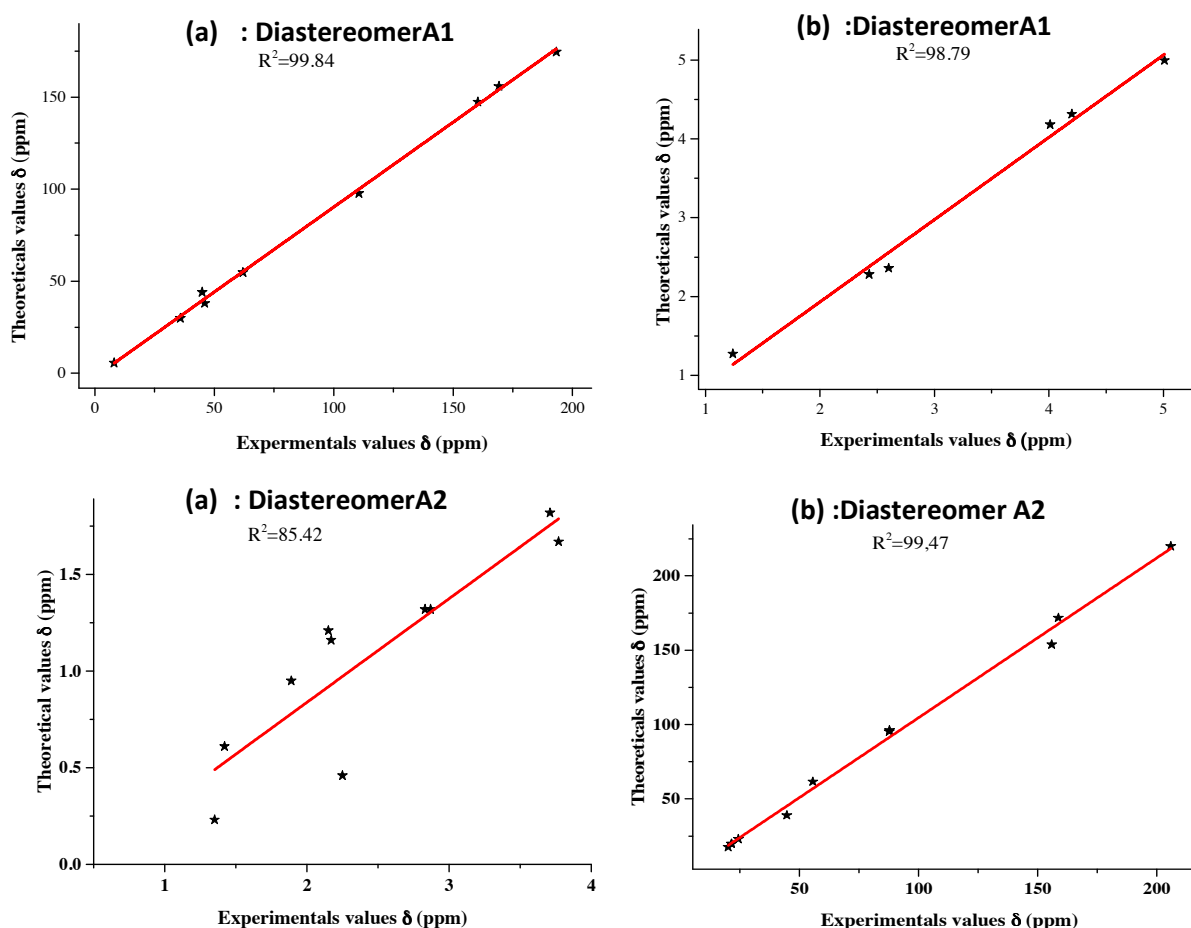 (a) : DiastereomerA1
R²=99.84
Theoreticals values δ (ppm)
150
100
50
0
0 50 100 150 200
Expermentals values δ (ppm)
(b) :DiastereomerA1
R²=98.79
Theoreticals values δ (ppm)
5
4
3
2
1
1 2 3 4 5
Experimentals values δ (ppm)
(a) : DiastereomerA2
R²=85.42
Theoretical values δ (ppm)
1.5
1.0
0.5
0.0
1 2 3 4
Experimentals values δ (ppm)
(b) :Diastereomer A2
R²=99,47
Theoreticals values δ (ppm)
200
150
100
50
50 100 150 200
Experimentals values δ (ppm)